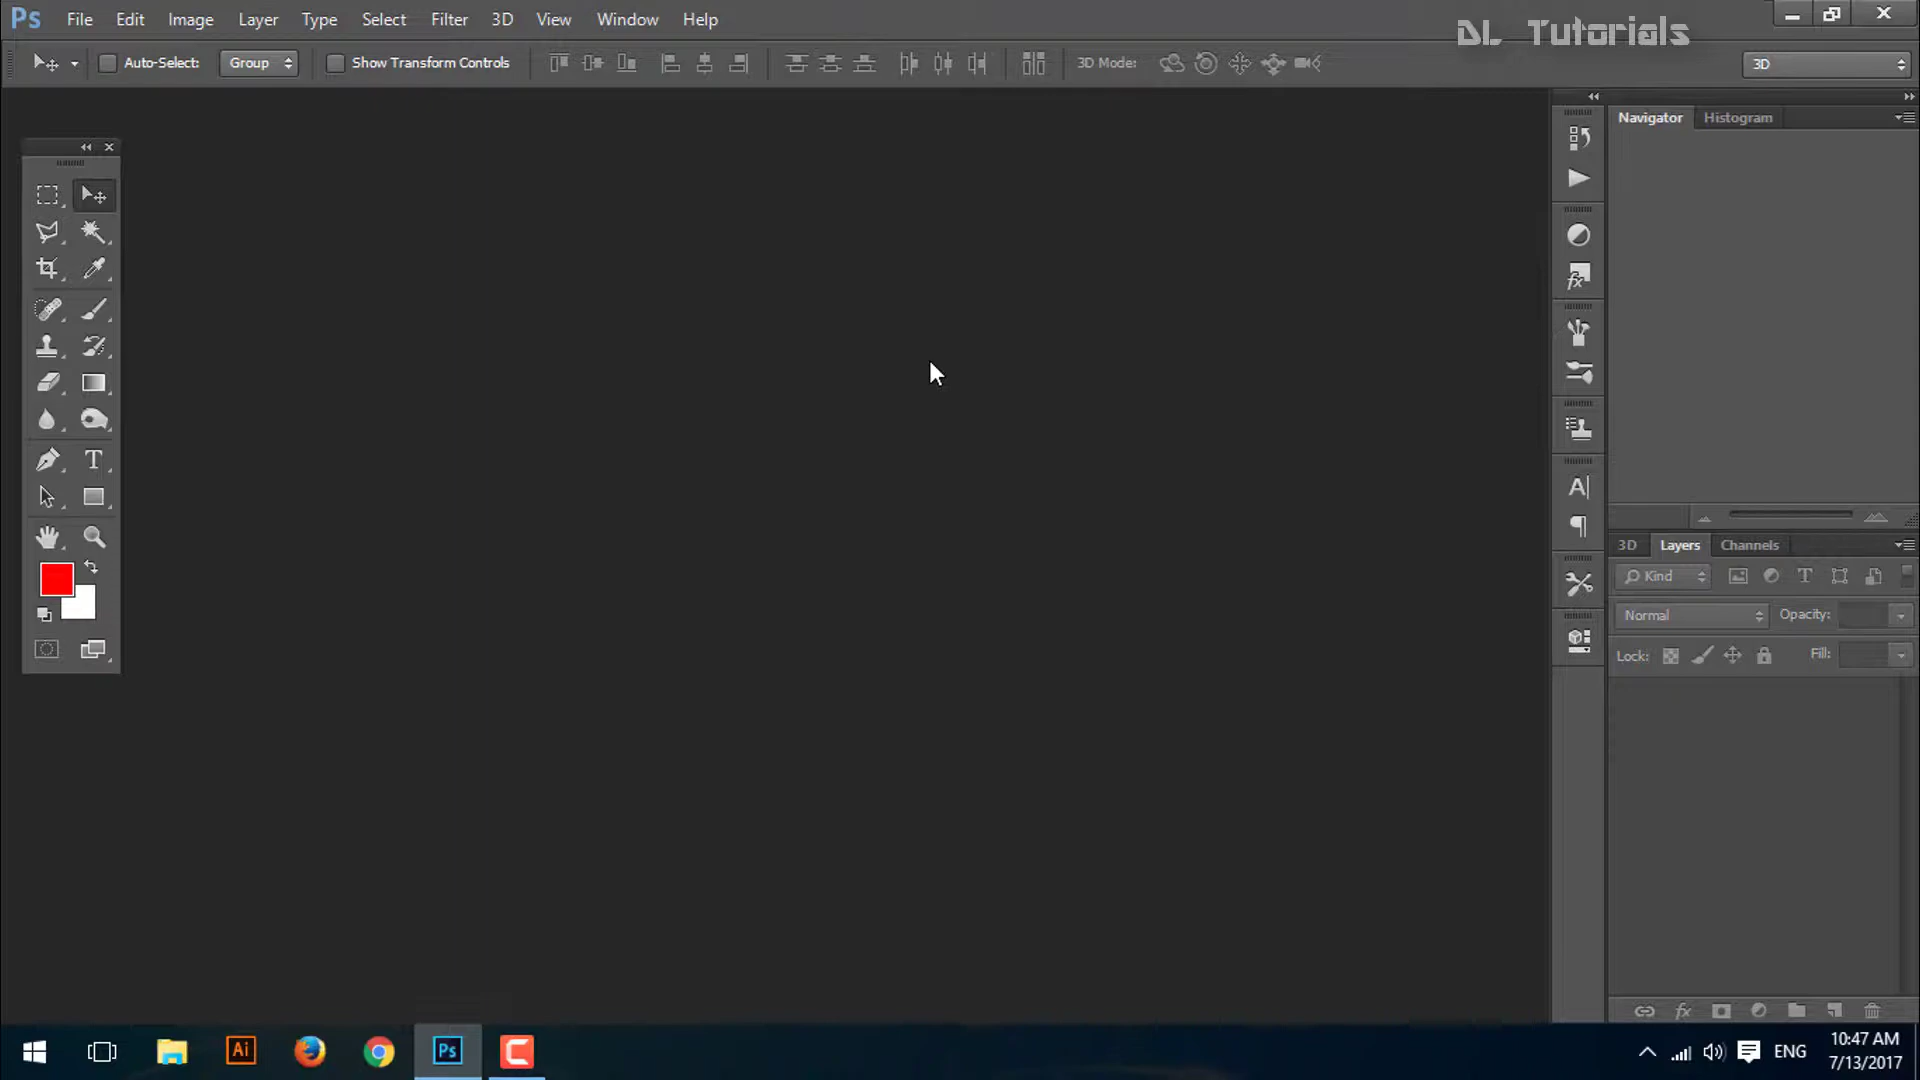 Ps File Edit Image Layer Type Select Filter 3D View Window Help
DL Tutorials
Auto-Select: Group Show Transform Controls 3D Mode: 3D
Navigator Histogram
3D Layers Channels
Kind
Normal Opacity:
Lock: Fill:
Ai Ps ENG
10:47 AM
7/13/2017